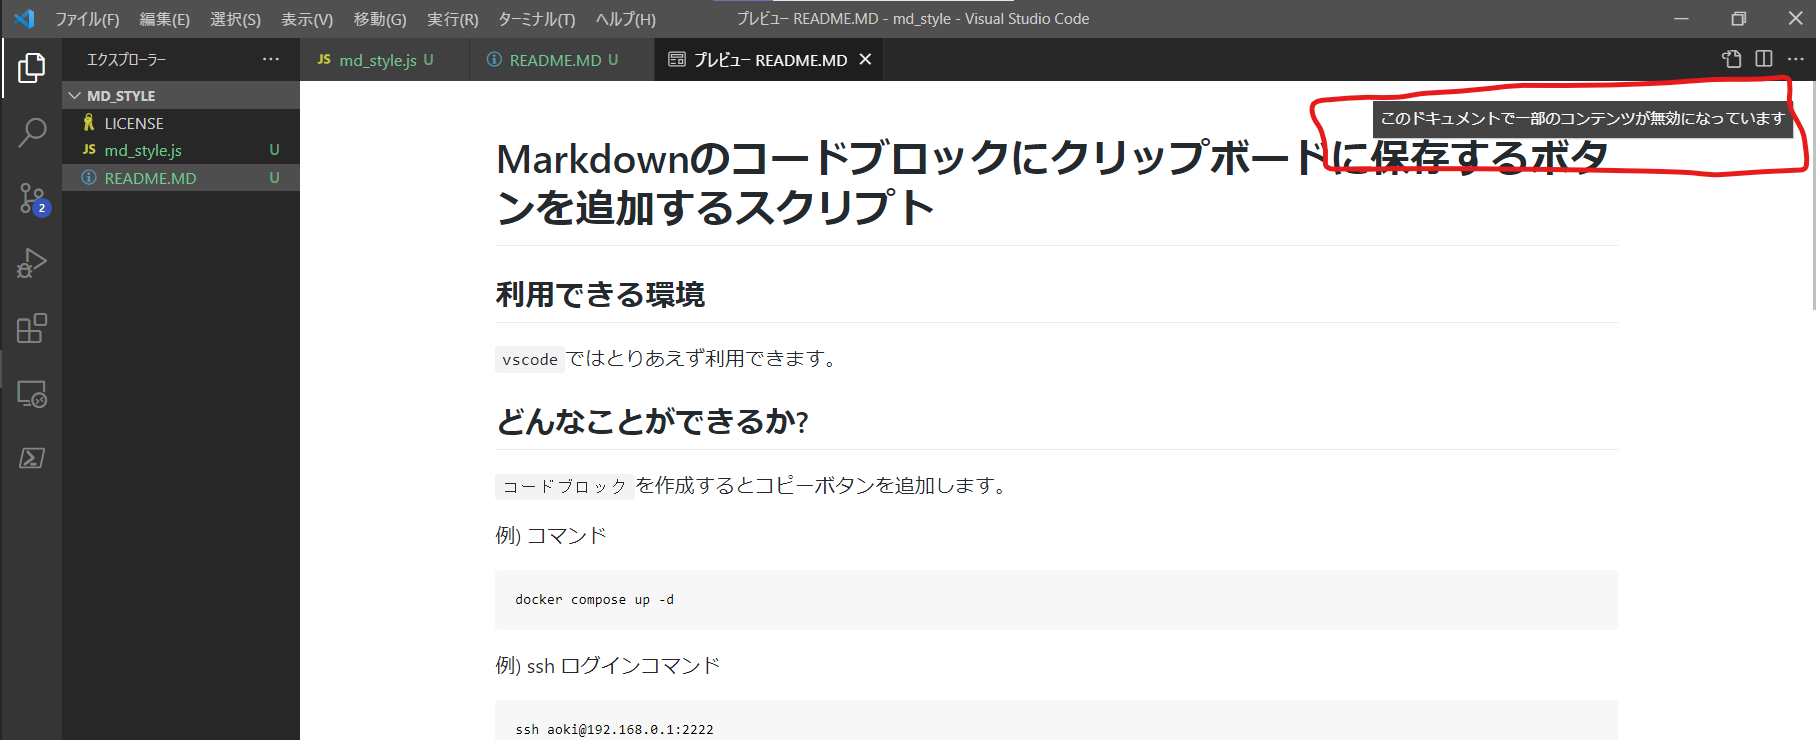 ファイル(F) 編集(E) 選択(S) 表示(V) 移動(G) 実行(R) ターミナル(T) ヘルプ(H) プレビュー README.MD - md_style - Visual Studio Code
エクスプローラー ···
JS md_style.js U
README.MD U
プレビュー README.MD
MD_STYLE
LICENSE
JS md_style.js U
README.MD U
2
このドキュメントで一部のコンテンツが無効になっています
Markdownのコードブロックにクリップボードに保存するボタ
ンを追加するスクリプト
利用できる環境
vscodeではとりあえず利用できます。
どんなことができるか?
コードブロックを作成するとコピーボタンを追加します。
例) コマンド
docker compose up -d
例) ssh ログインコマンド
ssh aoki@192.168.0.1:2222